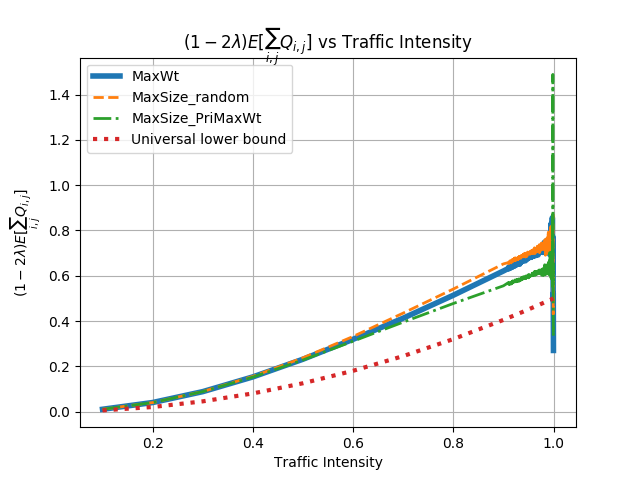 (1 − 2λ)E[∑Q_{i,j}] vs Traffic Intensity
i,j
MaxWt
MaxSize_random
MaxSize_PriMaxWt
Universal lower bound
(1 − 2λ)E[∑Q_{i,j}]
i,j
1.4
1.2
1.0
0.8
0.6
0.4
0.2
0.0
0.2 0.4 0.6 0.8 1.0
Traffic Intensity